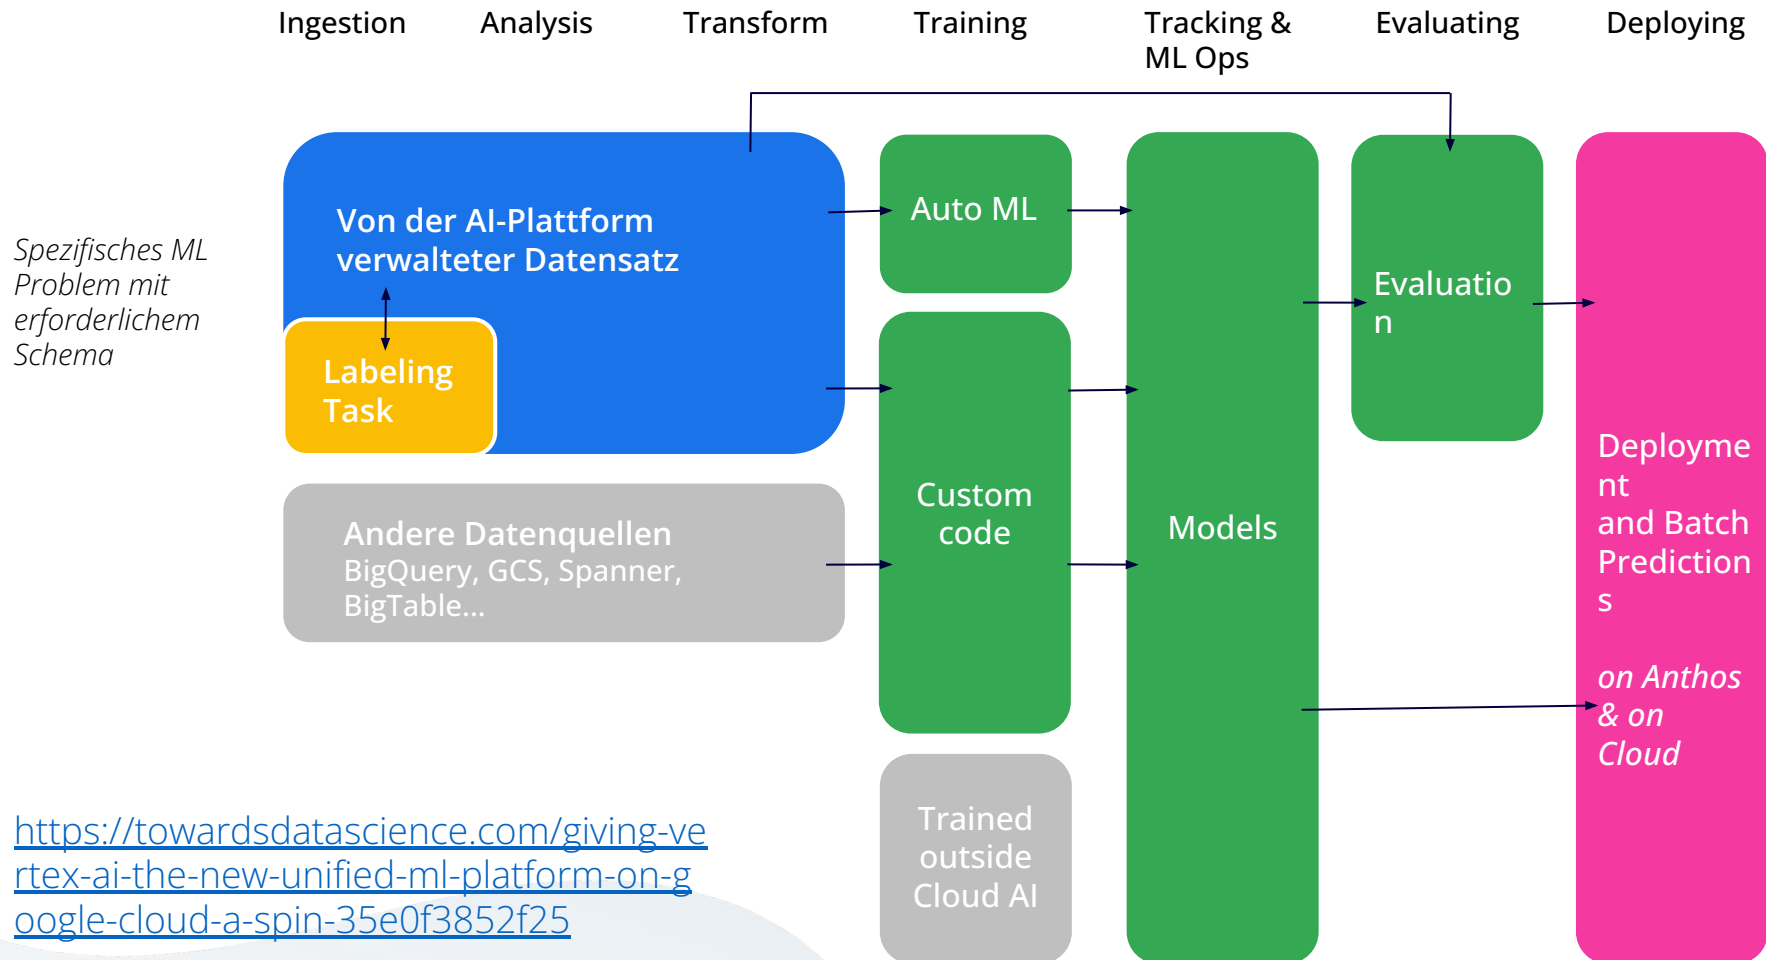 Ingestion
Analysis
Transform
Training
Tracking &
ML Ops
Evaluating
Deploying
Spezifisches ML
Problem mit
erforderlichem
Schema
Von der AI-Plattform
verwalteter Datensatz
Labeling
Task
Andere Datenquellen
BigQuery, GCS, Spanner,
BigTable...
Auto ML
Custom
code
Trained
outside
Cloud AI
Models
Evaluatio
n
Deployme
nt
and Batch
Prediction
s
on Anthos
& on
Cloud
https://towardsdatascience.com/giving-ve
rtex-ai-the-new-unified-ml-platform-on-g
oogle-cloud-a-spin-35e0f3852f25